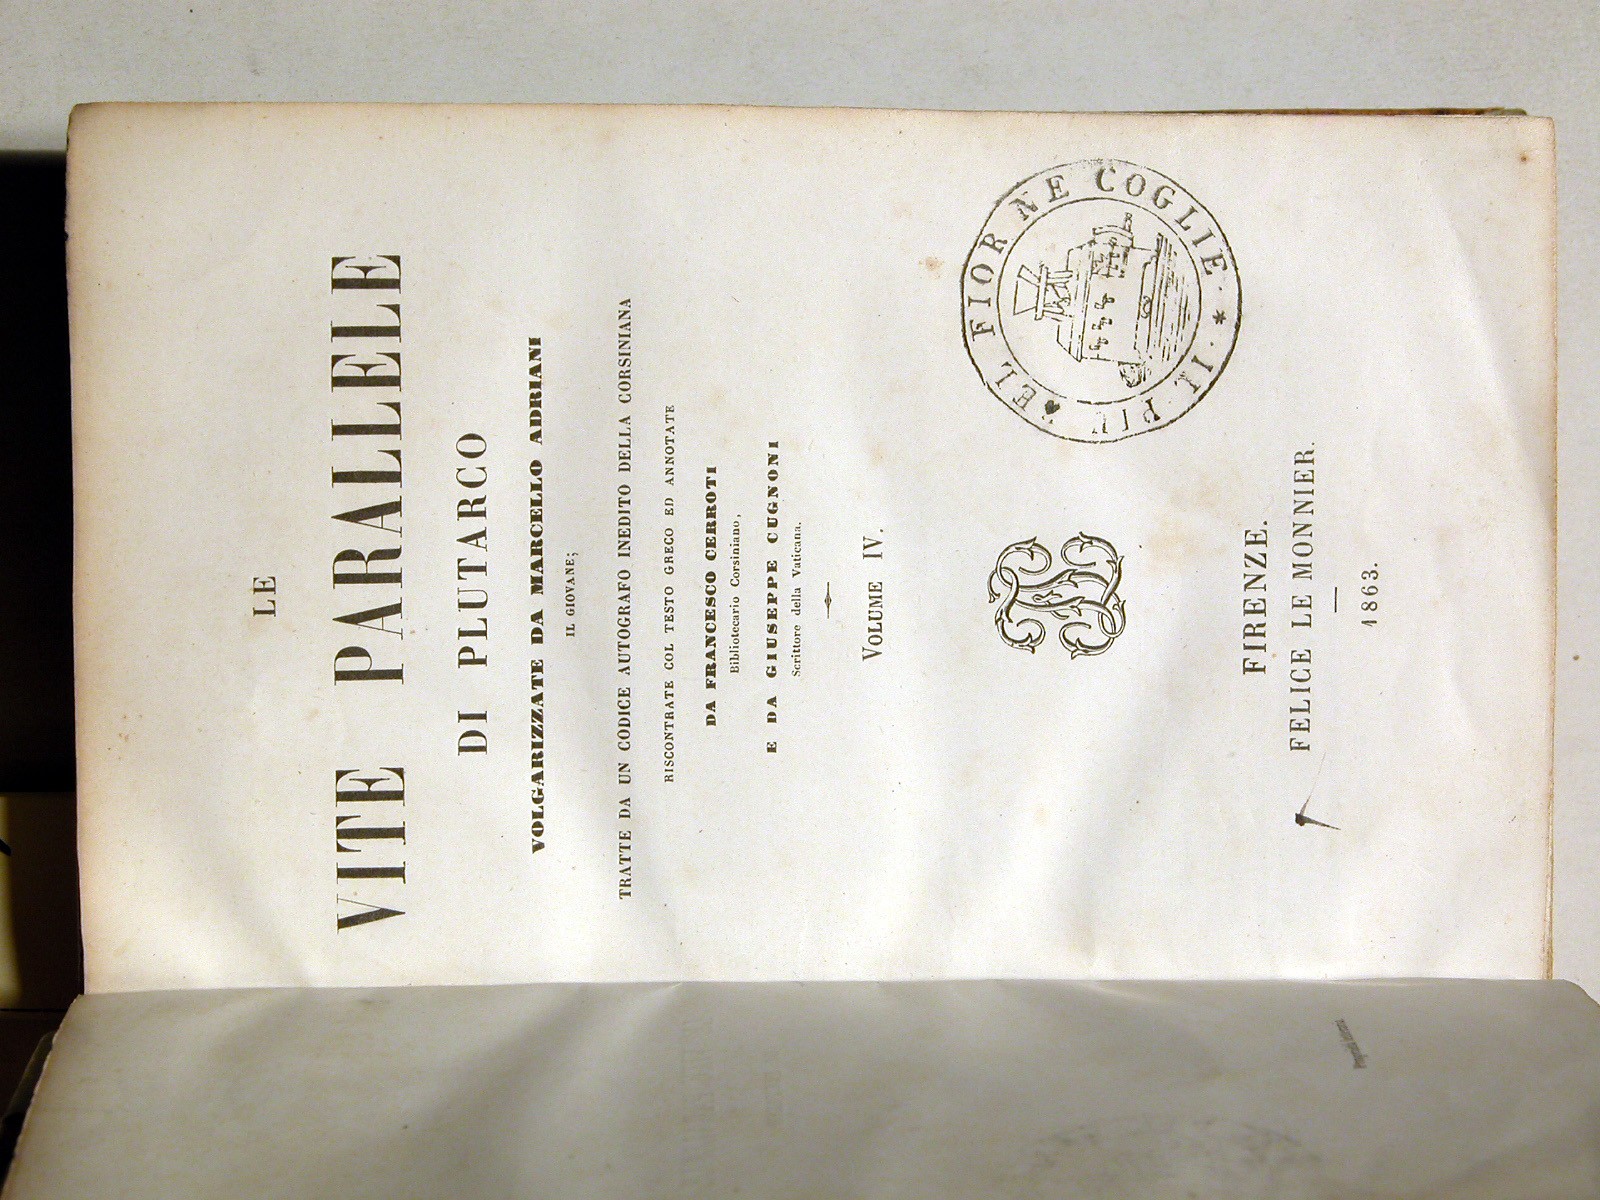 LE
VITE PARALLELE
DI PLUTARCO
VOLGARIZZATE DA MARCELLO ADRIANI
IL GIOVANE;
TRATTE DA UN CODICE AUTOGRAFO INEDITO DELLA CORSINIANA
RISCONTRATE COL TESTO GRECO ED ANNOTATE
DA FRANCESCO CERROTI
Bibliotecario Corsiniano,
E DA GIUSEPPE CUGNONI
Scrittore della Vaticana.
VOLUME IV.
IL PIU BEL FIOR NE COGLIE
FIRENZE.
FELICE LE MONNIER.
1863.